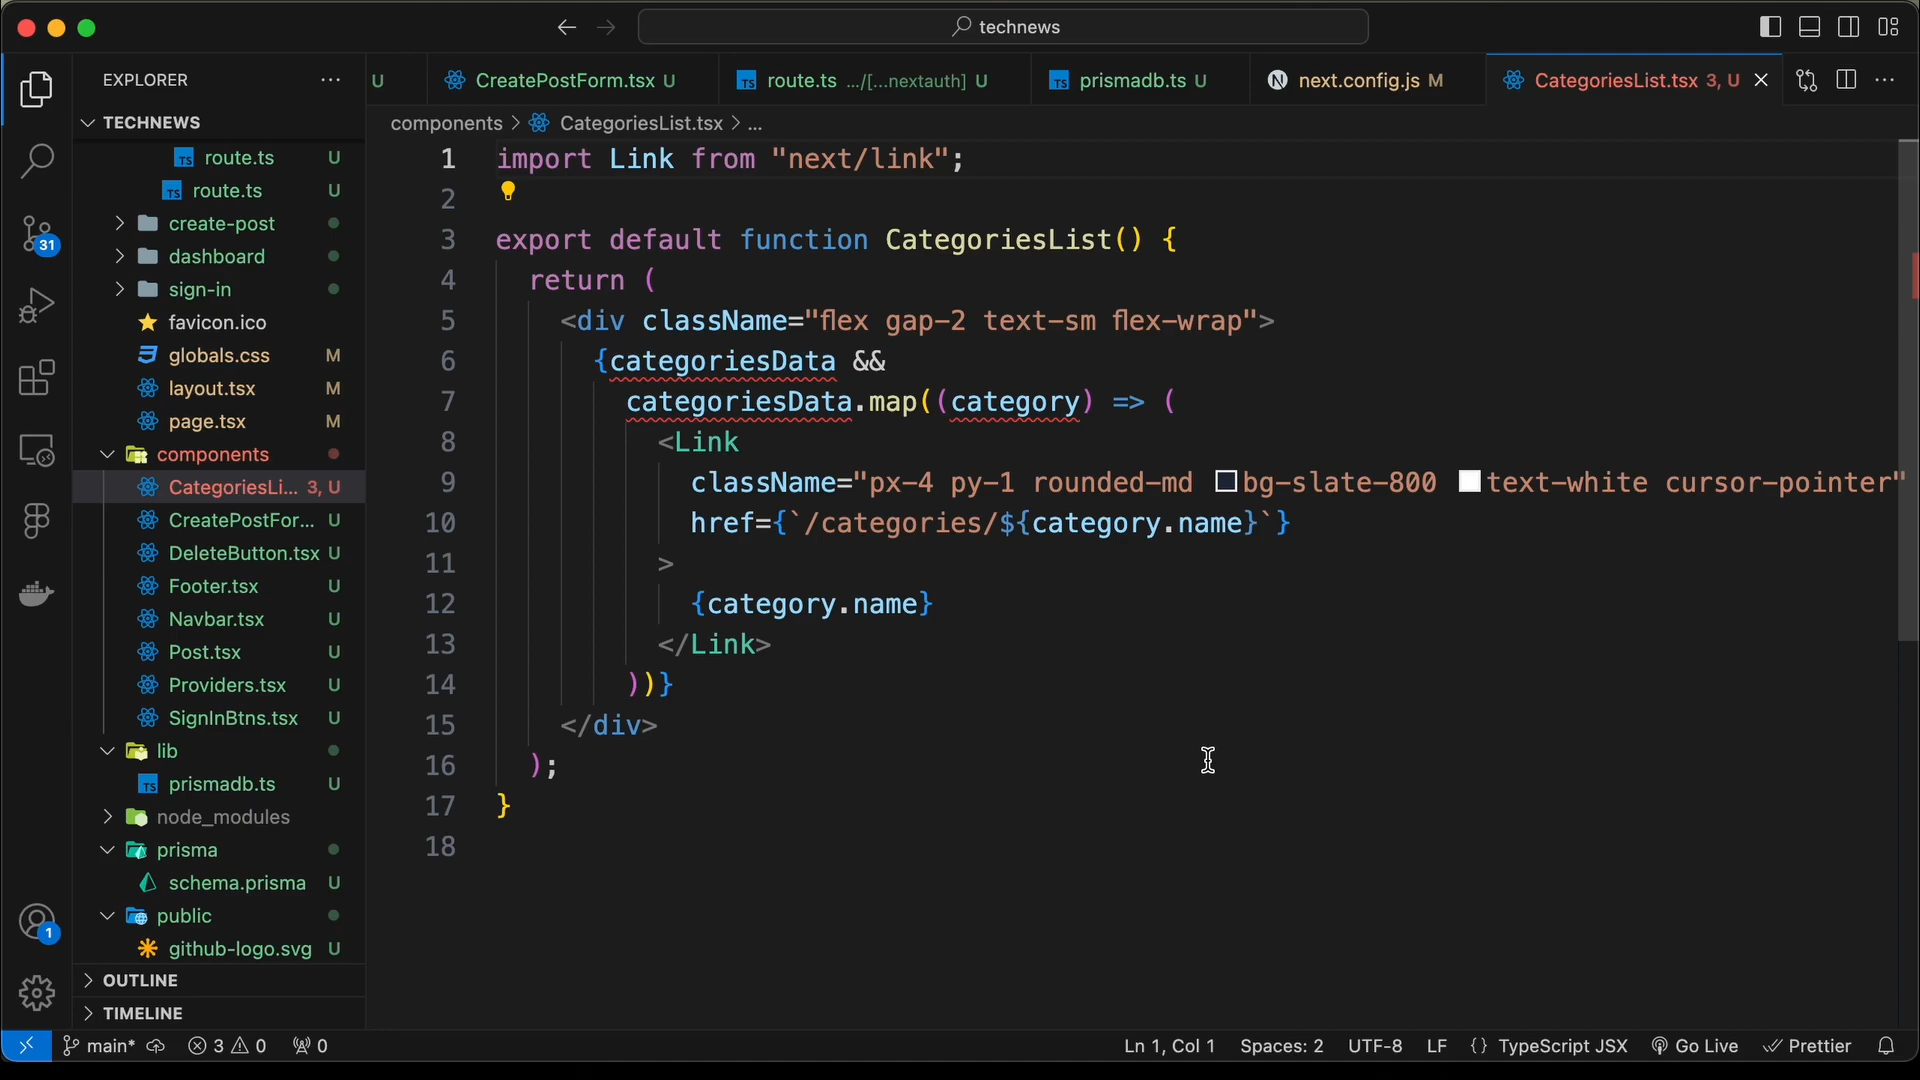 technews
EXPLORER
U
CreatePostForm.tsx U
route.ts .../[...nextauth] U
prismadb.ts U
next.config.js M
CategoriesList.tsx 3, U
TECHNEWS
components > CategoriesList.tsx > ...
route.ts U
route.ts U
create-post
dashboard
sign-in
favicon.ico
globals.css M
layout.tsx M
page.tsx M
components
CategoriesLi... 3, U
CreatePostFor... U
DeleteButton.tsx U
Footer.tsx U
Navbar.tsx U
Post.tsx U
Providers.tsx U
SignInBtns.tsx U
lib
prismadb.ts U
node_modules
prisma
schema.prisma U
public
github-logo.svg U
OUTLINE
TIMELINE
31
1
1 import Link from "next/link";
2
3 export default function CategoriesList() {
4 return (
5 <div className="flex gap-2 text-sm flex-wrap">
6 {categoriesData &&
7 categoriesData.map((category) => (
8 <Link
9 className="px-4 py-1 rounded-md bg-slate-800 text-white cursor-pointer"
10 href={`/categories/${category.name}`}
11 >
12 {category.name}
13 </Link>
14 ))}
15 </div>
16 );
17 }
18
main* 3 0 0
Ln 1, Col 1 Spaces: 2 UTF-8 LF {} TypeScript JSX Go Live Prettier